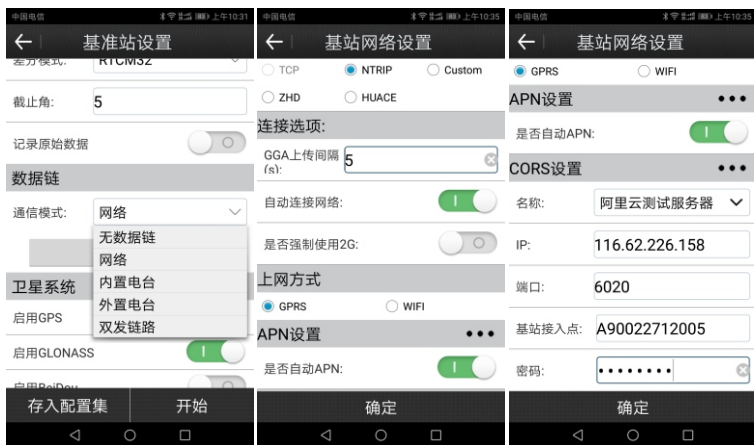 中国电信
上午10:31
基准站设置
差分模式:
RTCM32
截止角:
5
记录原始数据
数据链
通信模式:
网络
无数据链
网络
内置电台
外置电台
双发链路
卫星系统
启用GPS
启用GLONASS
启用BeiDou
存入配置集
开始
中国电信
上午10:35
基站网络设置
TCP
NTRIP
Custom
ZHD
HUACE
连接选项:
GGA上传间隔
(s):
5
自动连接网络:
是否强制使用2G:
上网方式
GPRS
WIFI
APN设置
是否自动APN:
确定
中国电信
上午10:35
基站网络设置
GPRS
WIFI
APN设置
是否自动APN:
CORS设置
名称:
阿里云测试服务器
IP:
116.62.226.158
端口:
6020
基站接入点:
A90022712005
密码:
确定